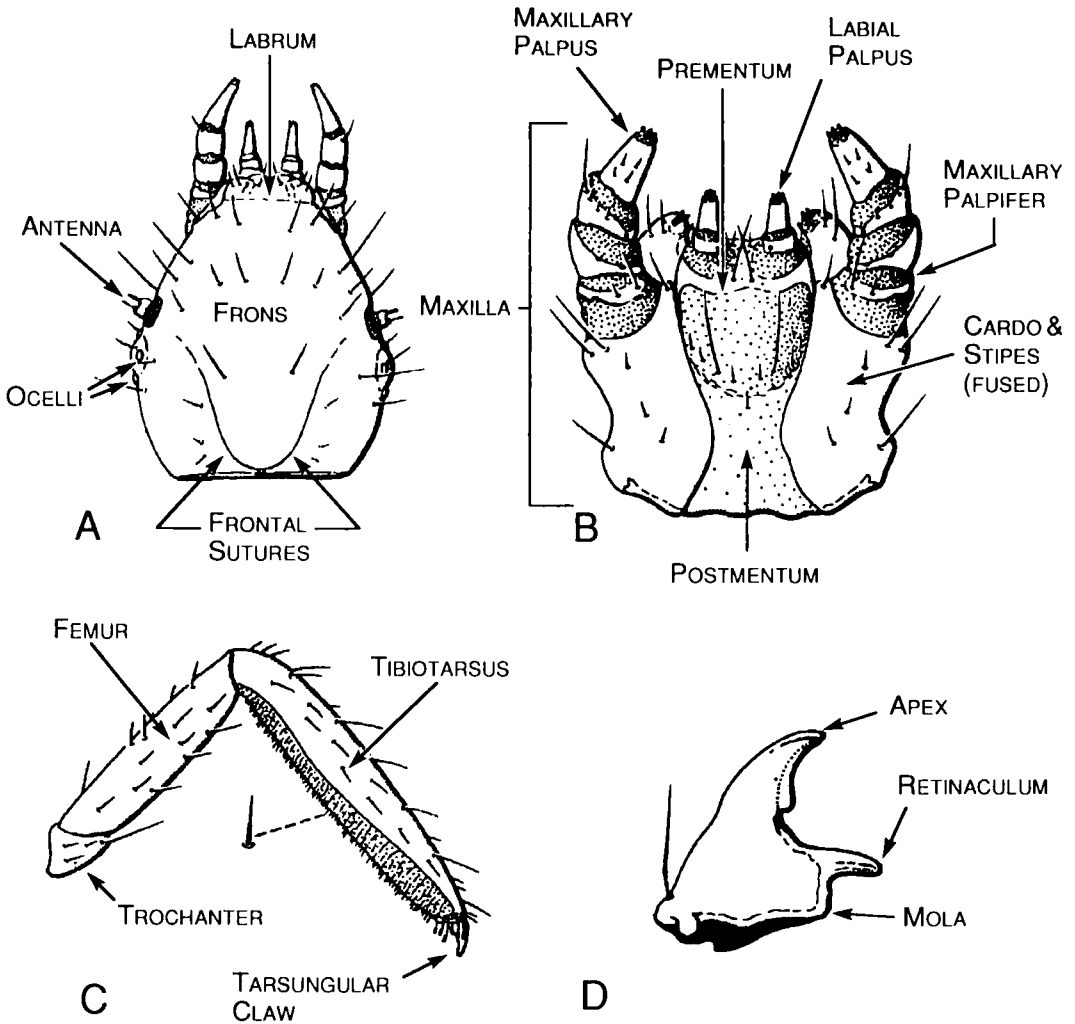 LABRUM
ANTENNA
FRONS
OCELLI
FRONTAL
SUTURES
A
MAXILLARY
PALPUS
PREMENTUM
LABIAL
PALPUS
MAXILLARY
PALPIFER
MAXILLA
CARDO &
STIPES
(FUSED)
POSTMENTUM
B
FEMUR
TIBIOTARSUS
TROCHANTER
TARSUNGULAR
CLAW
C
APEX
RETINACULUM
MOLA
D